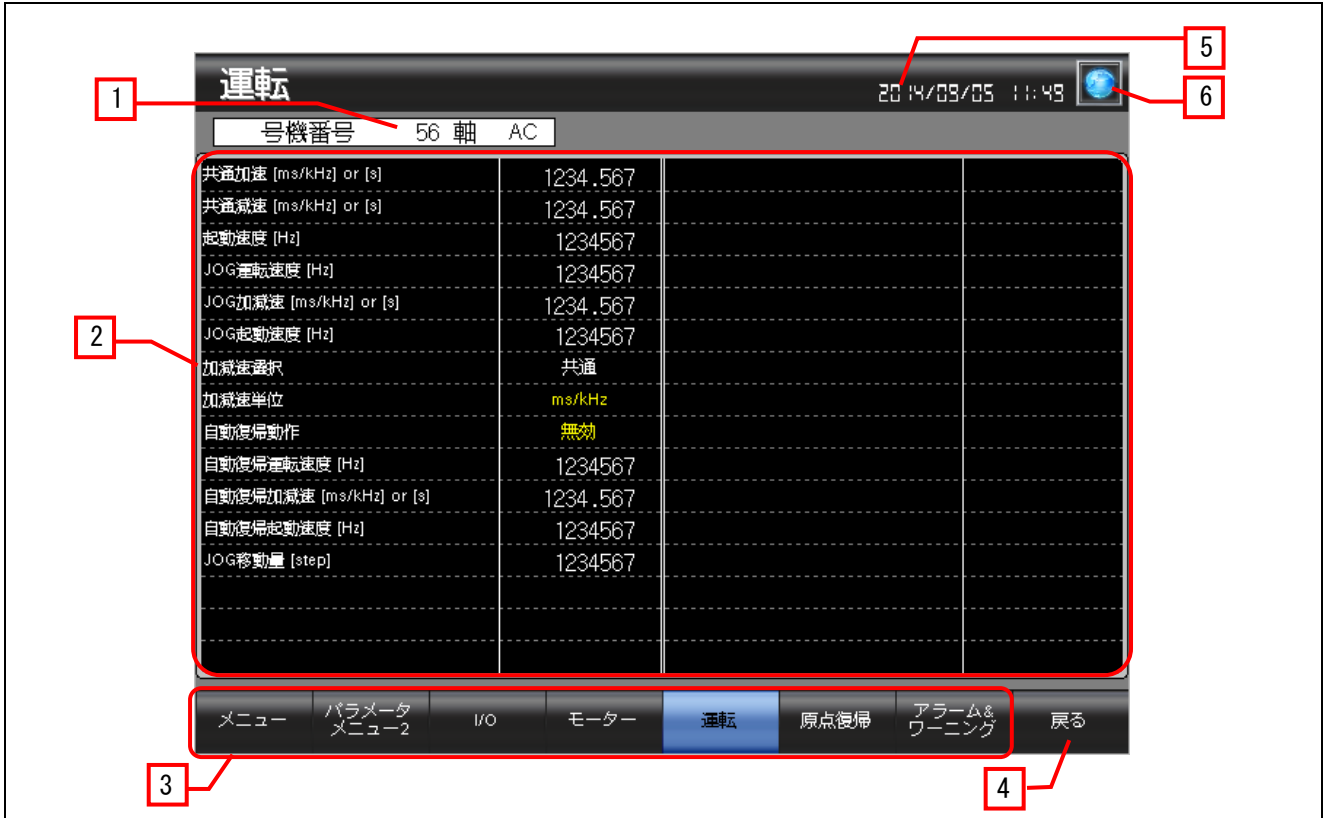 5
運転
2014/09/05 11:49
1
6
号機番号 56 軸 AC
共通加速 [ms/kHz] or [s] 1234.567
共通減速 [ms/kHz] or [s] 1234.567
起動速度 [Hz] 1234567
JOG運転速度 [Hz] 1234567
JOG加減速 [ms/kHz] or [s] 1234.567
2
JOG起動速度 [Hz] 1234567
加減速選択 共通
加減速単位 ms/kHz
自動復帰動作 無効
自動復帰運転速度 [Hz] 1234567
自動復帰加減速 [ms/kHz] or [s] 1234.567
自動復帰起動速度 [Hz] 1234567
JOG移動量 [step] 1234567
メニュー パラメータ I/O モーター 運転 原点復帰 アラーム& 戻る
メニュー2 ワーニング
3
4